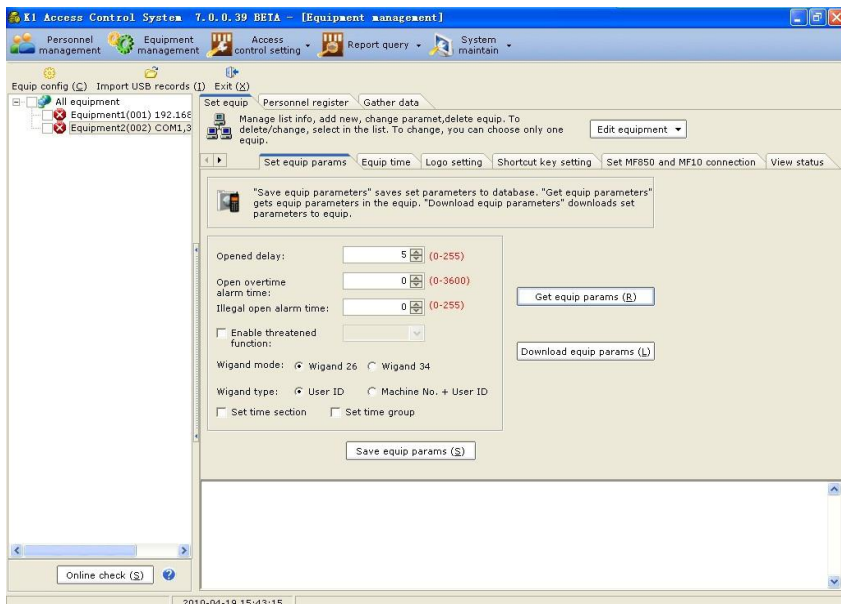 K1 Access Control System 7.0.0.39 BETA - [Equipment management]
Personnel management
Equipment management
Access control setting
Report query
System maintain
Equip config (C) Import USB records (I) Exit (X)
All equipment
Equipment1(001) 192.168
Equipment2(002) COM1,3
Set equip Personnel register Gather data
Manage list info, add new, change paramet,delete equip. To
delete/change, select in the list. To change, you can choose only one
equip.
Edit equipment
Set equip params Equip time Logo setting Shortcut key setting Set MF850 and MF10 connection View status
"Save equip parameters" saves set parameters to database. "Get equip parameters"
gets equip parameters in the equip. "Download equip parameters" downloads set
parameters to equip.
Opened delay: 5 (0-255)
Open overtime
alarm time: 0 (0-3600)
Illegal open alarm time: 0 (0-255)
Enable threatened
function:
Wigand mode: Wigand 26 Wigand 34
Wigand type: User ID Machine No. + User ID
Set time section Set time group
Get equip params (R)
Download equip params (L)
Save equip params (S)
Online check (S)
2010-04-19 15:43:15